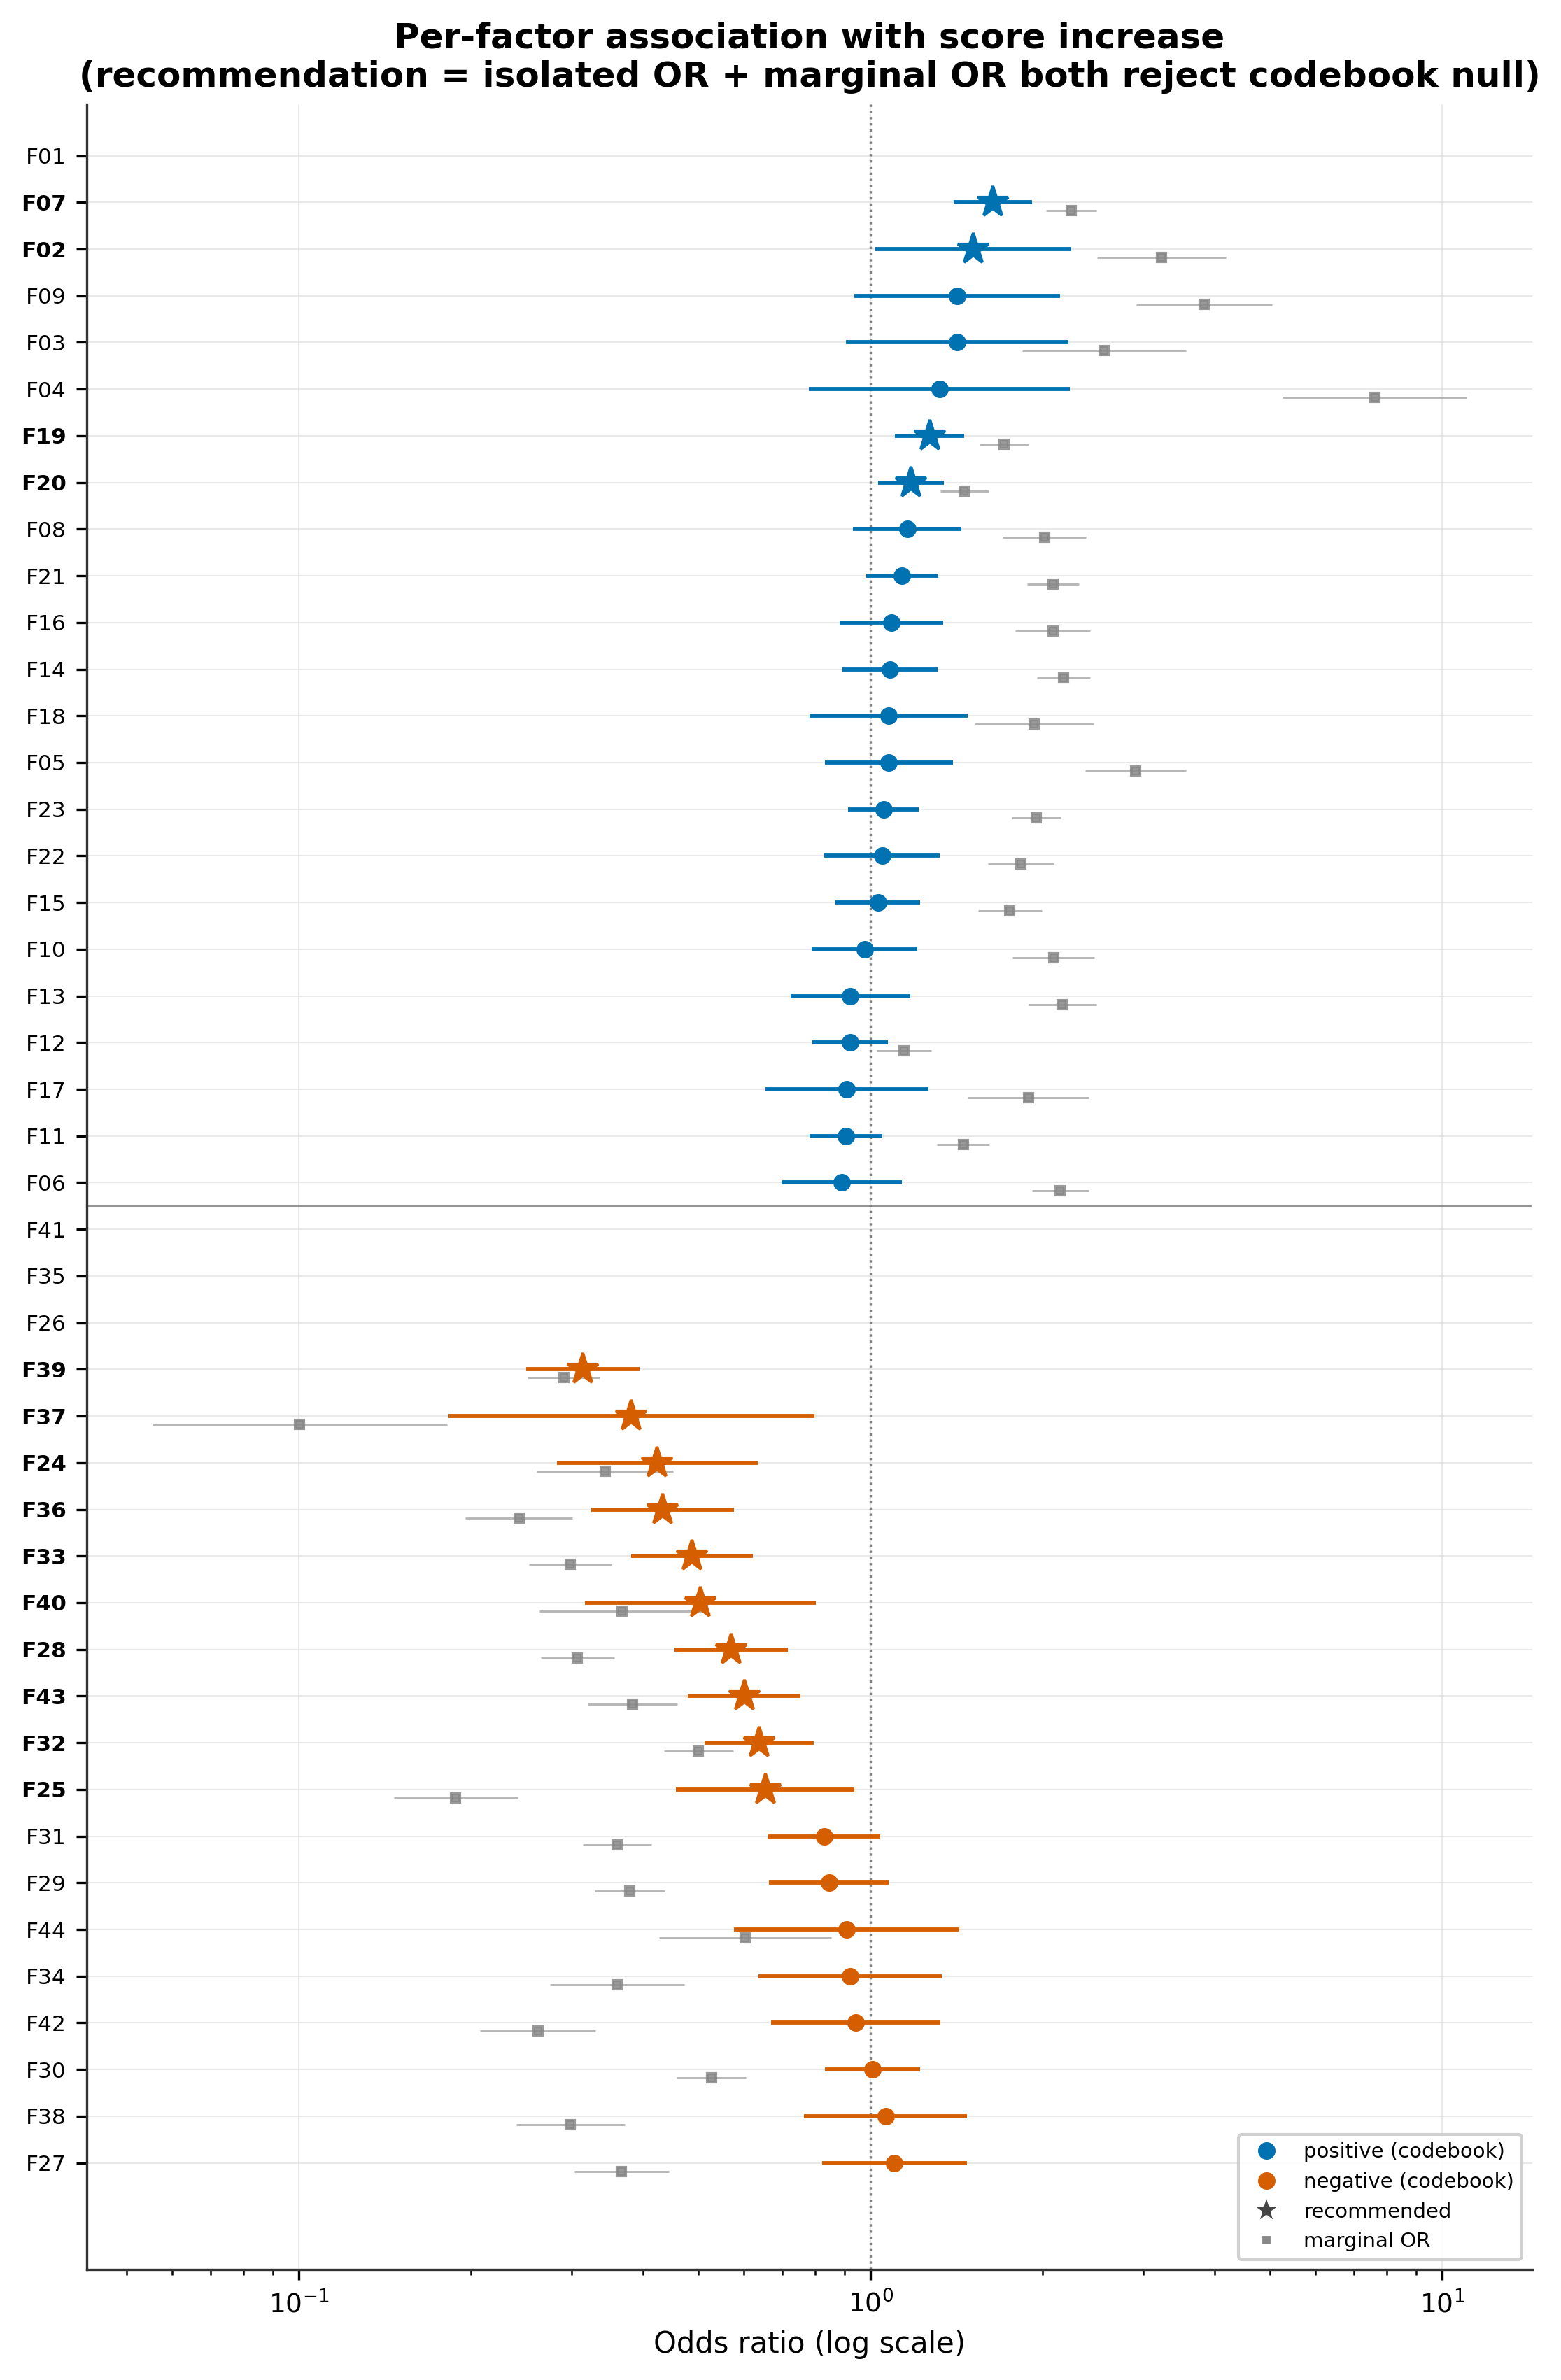 Per-factor association with score increase
(recommendation = isolated OR + marginal OR both reject codebook null)
F01
F07
F02
F09
F03
F04
F19
F20
F08
F21
F16
F14
F18
F05
F23
F22
F15
F10
F13
F12
F17
F11
F06
F41
F35
F26
F39
F37
F24
F36
F33
F40
F28
F43
F32
F25
F31
F29
F44
F34
F42
F30
F38
F27
positive (codebook)
negative (codebook)
recommended
marginal OR
10⁻¹ 10⁰ 10¹
Odds ratio (log scale)